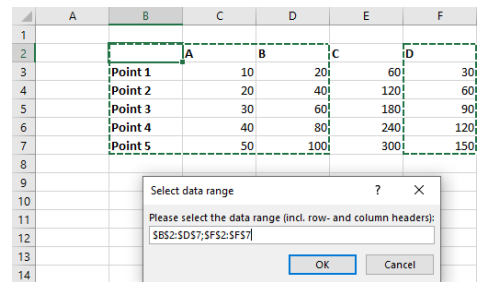 A B C D E F
1
2 A B C D
3 Point 1 10 20 60 30
4 Point 2 20 40 120 60
5 Point 3 30 60 180 90
6 Point 4 40 80 240 120
7 Point 5 50 100 300 150
8
9
Select data range ? ✕
10
11 Please select the data range (incl. row- and column headers):
12 $B$2:$D$7;$F$2:$F$7
13
OK Cancel
14